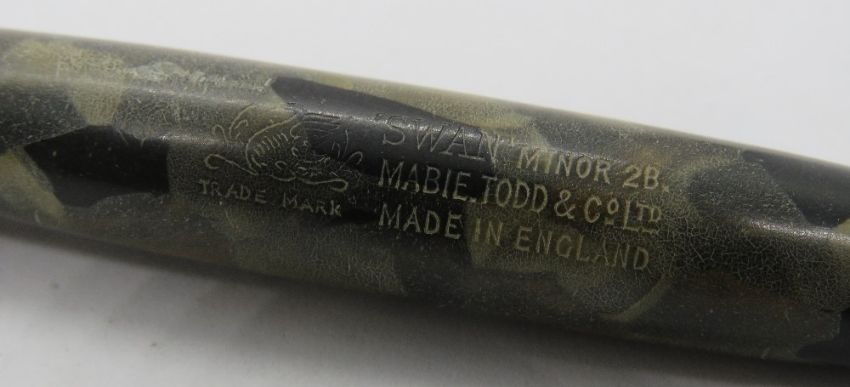 "SWAN" MINOR 2B.
MABIE.TODD & CO LTD
MADE IN ENGLAND
TRADE MARK